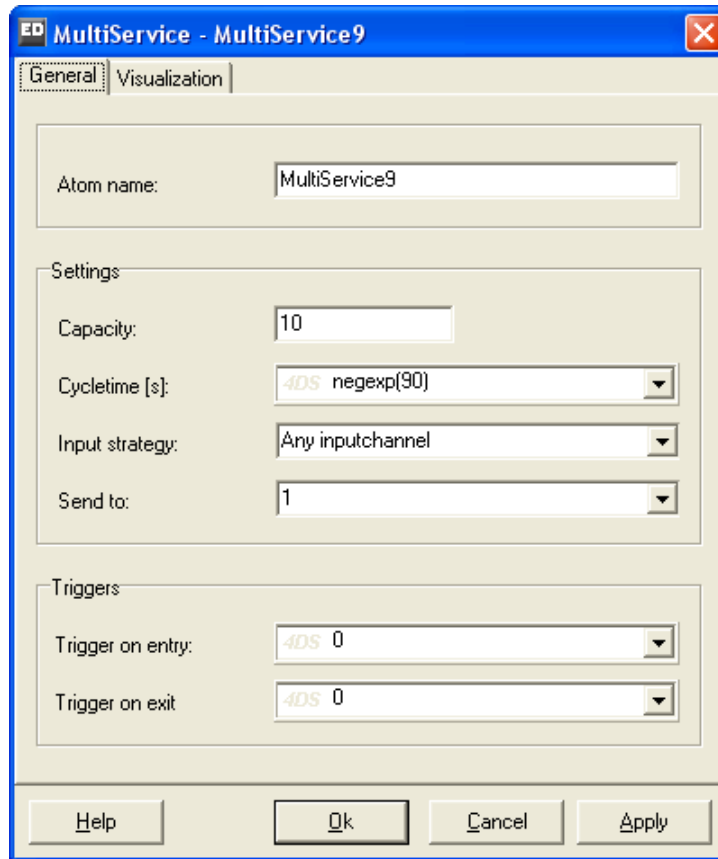 ED MultiService - MultiService9
General Visualization
Atom name: MultiService9
Settings
Capacity: 10
Cycletime [s]: 4DS negexp(90)
Input strategy: Any inputchannel
Send to: 1
Triggers
Trigger on entry: 4DS 0
Trigger on exit 4DS 0
Help Ok Cancel Apply